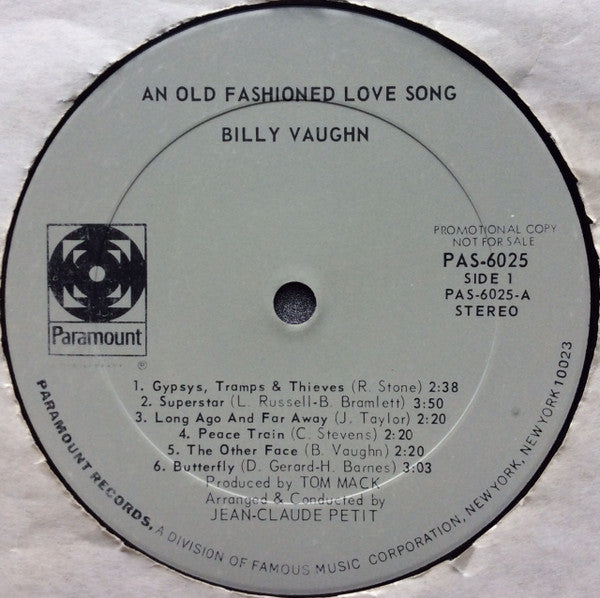 AN OLD FASHIONED LOVE SONG
BILLY VAUGHN
PROMOTIONAL COPY
NOT FOR SALE
PAS-6025
SIDE 1
PAS-6025-A
STEREO
Paramount
®
1. Gypsys, Tramps & Thieves (R. Stone) 2:38
2. Superstar (L. Russell-B. Bramlett) 3:50
3. Long Ago And Far Away (J. Taylor) 2:20
4. Peace Train (C. Stevens) 2:20
5. The Other Face (B. Vaughn) 2:20
6. Butterfly (D. Gerard-H. Barnes) 3:03
Produced by TOM MACK
Arranged & Conducted by
JEAN-CLAUDE PETIT
PARAMOUNT RECORDS, A DIVISION OF FAMOUS MUSIC CORPORATION, NEW YORK, NEW YORK 10023